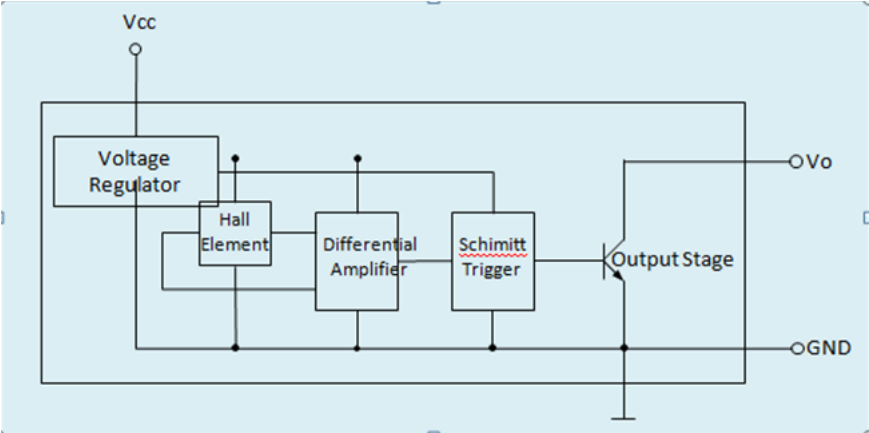 Vcc
Voltage
Regulator
Hall
Element
Differential
Amplifier
Schimitt
Trigger
Output Stage
Vo
GND